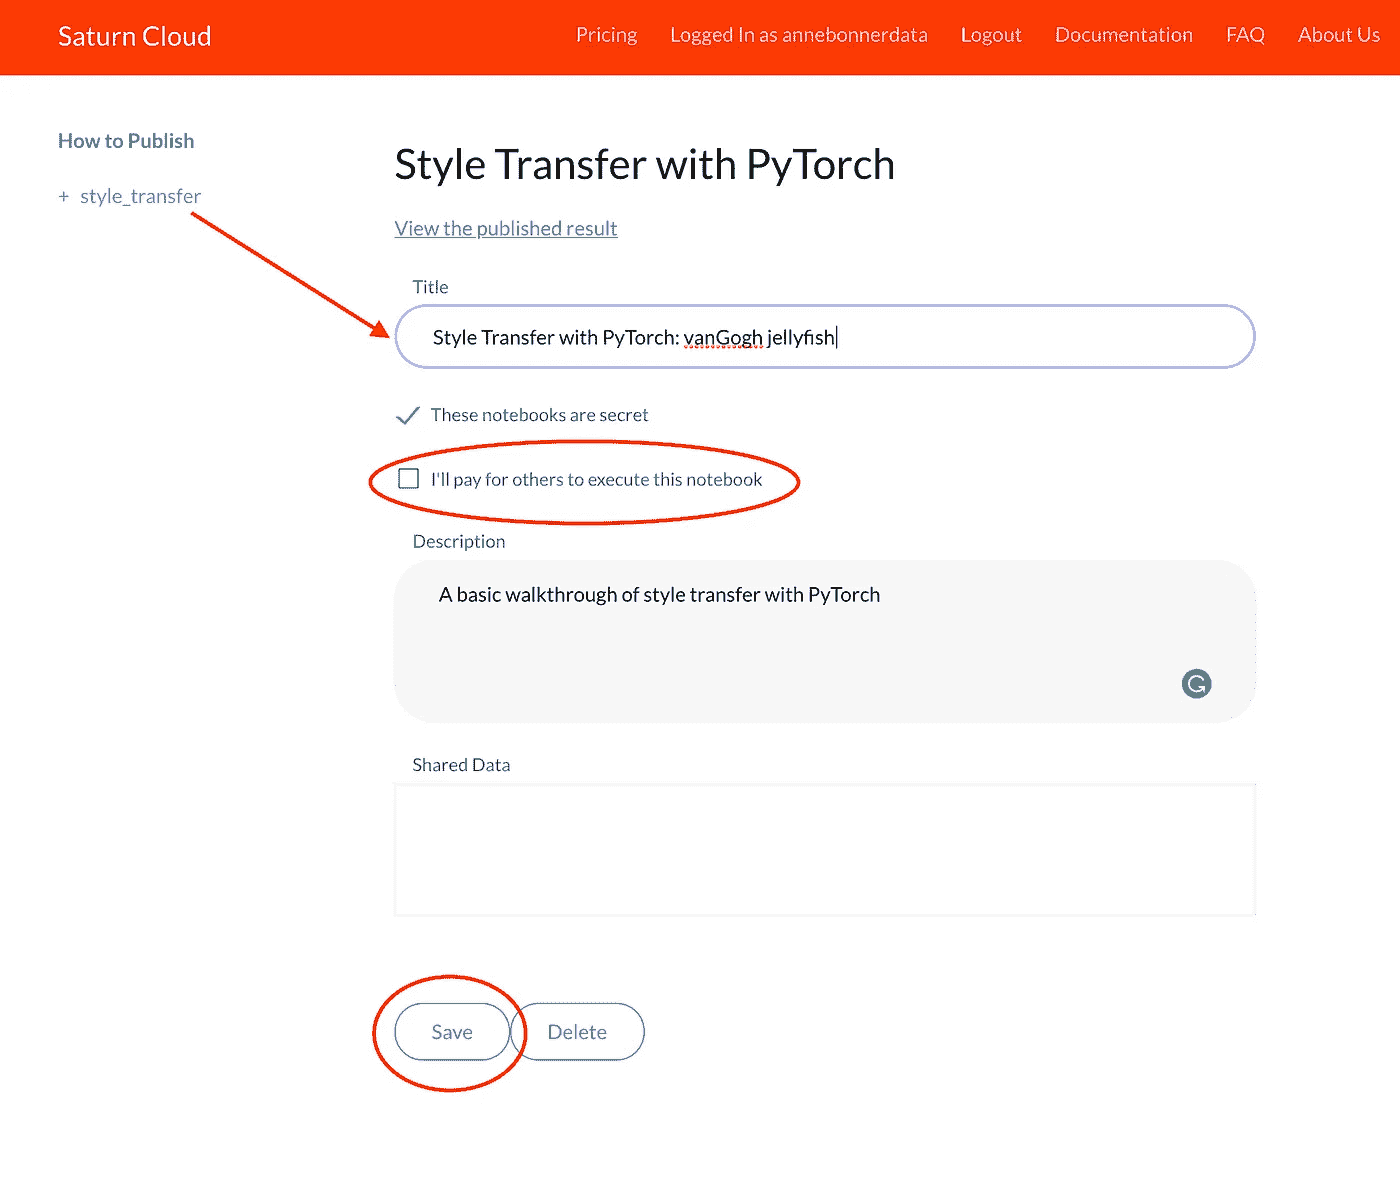 Saturn Cloud
Pricing
Logged In as annebonnerdata
Logout
Documentation
FAQ
About Us
How to Publish
+ style_transfer
Style Transfer with PyTorch
View the published result
Title
Style Transfer with PyTorch: vanGogh jellyfish
These notebooks are secret
I'll pay for others to execute this notebook
Description
A basic walkthrough of style transfer with PyTorch
G
Shared Data
Save
Delete